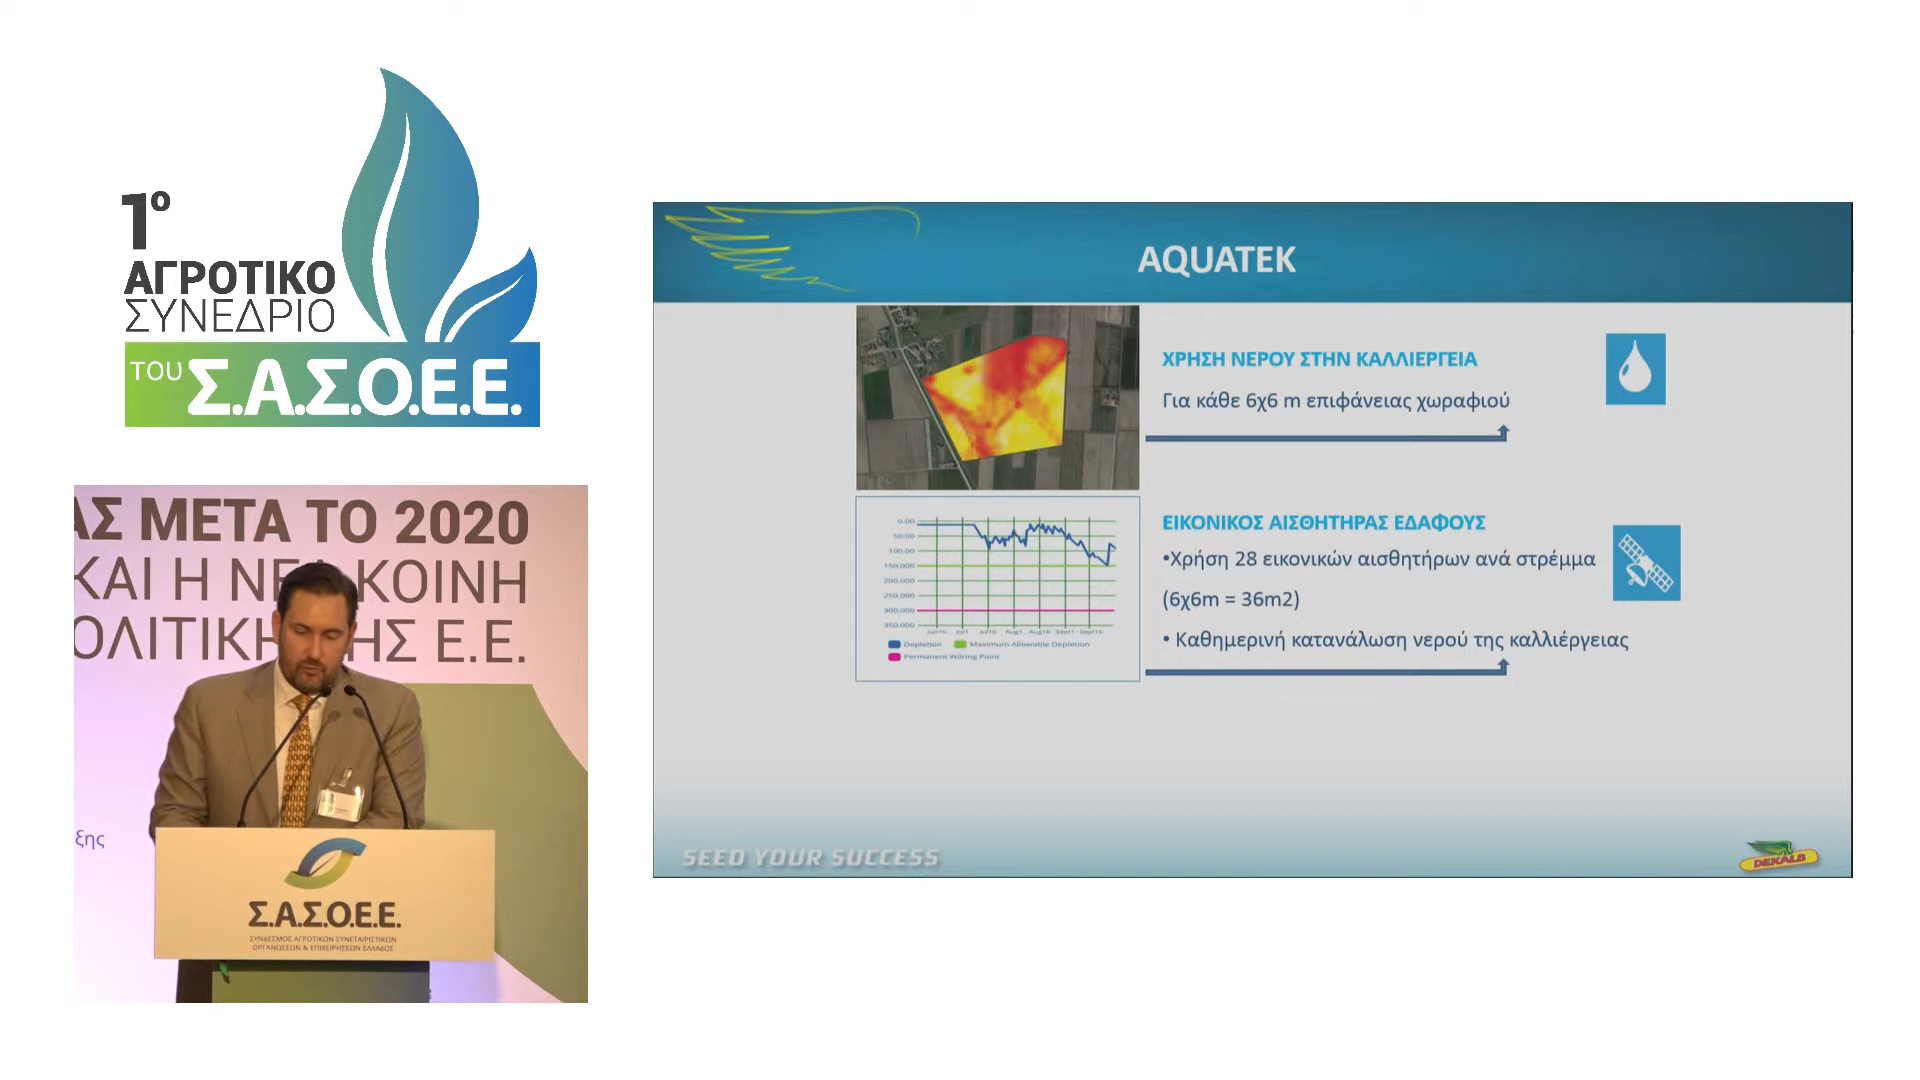 1º
ΑΓΡΟΤΙΚΟ
ΣΥΝΕΔΡΙΟ
ΤΟΥ Σ.Α.Σ.Ο.Ε.Ε.
ΑΣ ΜΕΤΑ ΤΟ 2020
ΚΑΙ Η ΝΕΑ ΚΟΙΝΗ
ΟΛΙΤΙΚΗ ΤΗΣ Ε.Ε.
ξης
Σ.Α.Σ.Ο.Ε.Ε.
ΣΥΝΔΕΣΜΟΣ ΑΓΡΟΤΙΚΩΝ ΣΥΝΕΤΑΙΡΙΣΤΙΚΩΝ
ΟΡΓΑΝΩΣΕΩΝ & ΕΠΙΧΕΙΡΗΣΕΩΝ ΕΛΛΑΔΟΣ
AQUATEK
ΧΡΗΣΗ ΝΕΡΟΥ ΣΤΗΝ ΚΑΛΛΙΕΡΓΕΙΑ
Για κάθε 6χ6 m επιφάνειας χωραφιού
ΕΙΚΟΝΙΚΟΣ ΑΙΣΘΗΤΗΡΑΣ ΕΔΑΦΟΥΣ
•Χρήση 28 εικονικών αισθητήρων ανά στρέμμα
(6χ6m = 36m2)
• Καθημερινή κατανάλωση νερού της καλλιέργειας
0.00
50.00
100.00
150.000
200.000
250.000
300.000
350.000
Jun16 Jul1 Jul16 Aug1 Aug16 Sept1 Sept16
Depletion Maximum Allowable Depletion
Permanent Wiring Point
SEED YOUR SUCCESS
DEKALB